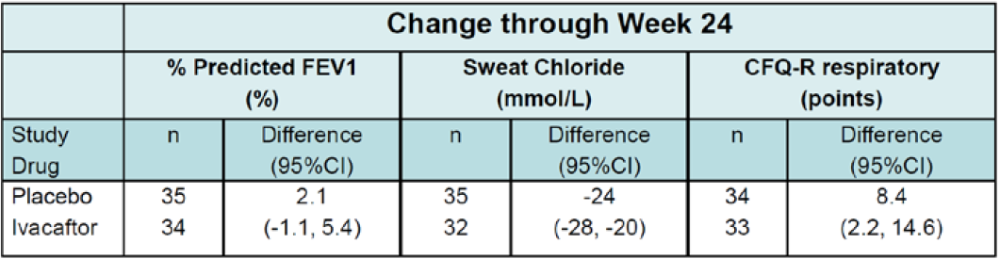 Change through Week 24
% Predicted FEV1 Sweat Chloride CFQ-R respiratory
(%) (mmol/L) (points)
Study n Difference n Difference n Difference
Drug (95%CI) (95%CI) (95%CI)
Placebo 35 2.1 35 -24 34 8.4
Ivacaftor 34 (-1.1, 5.4) 32 (-28, -20) 33 (2.2, 14.6)